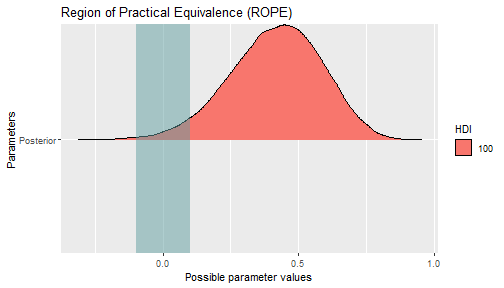 Region of Practical Equivalence (ROPE)
Parameters
Posterior
HDI
100
0.0
0.5
1.0
Possible parameter values